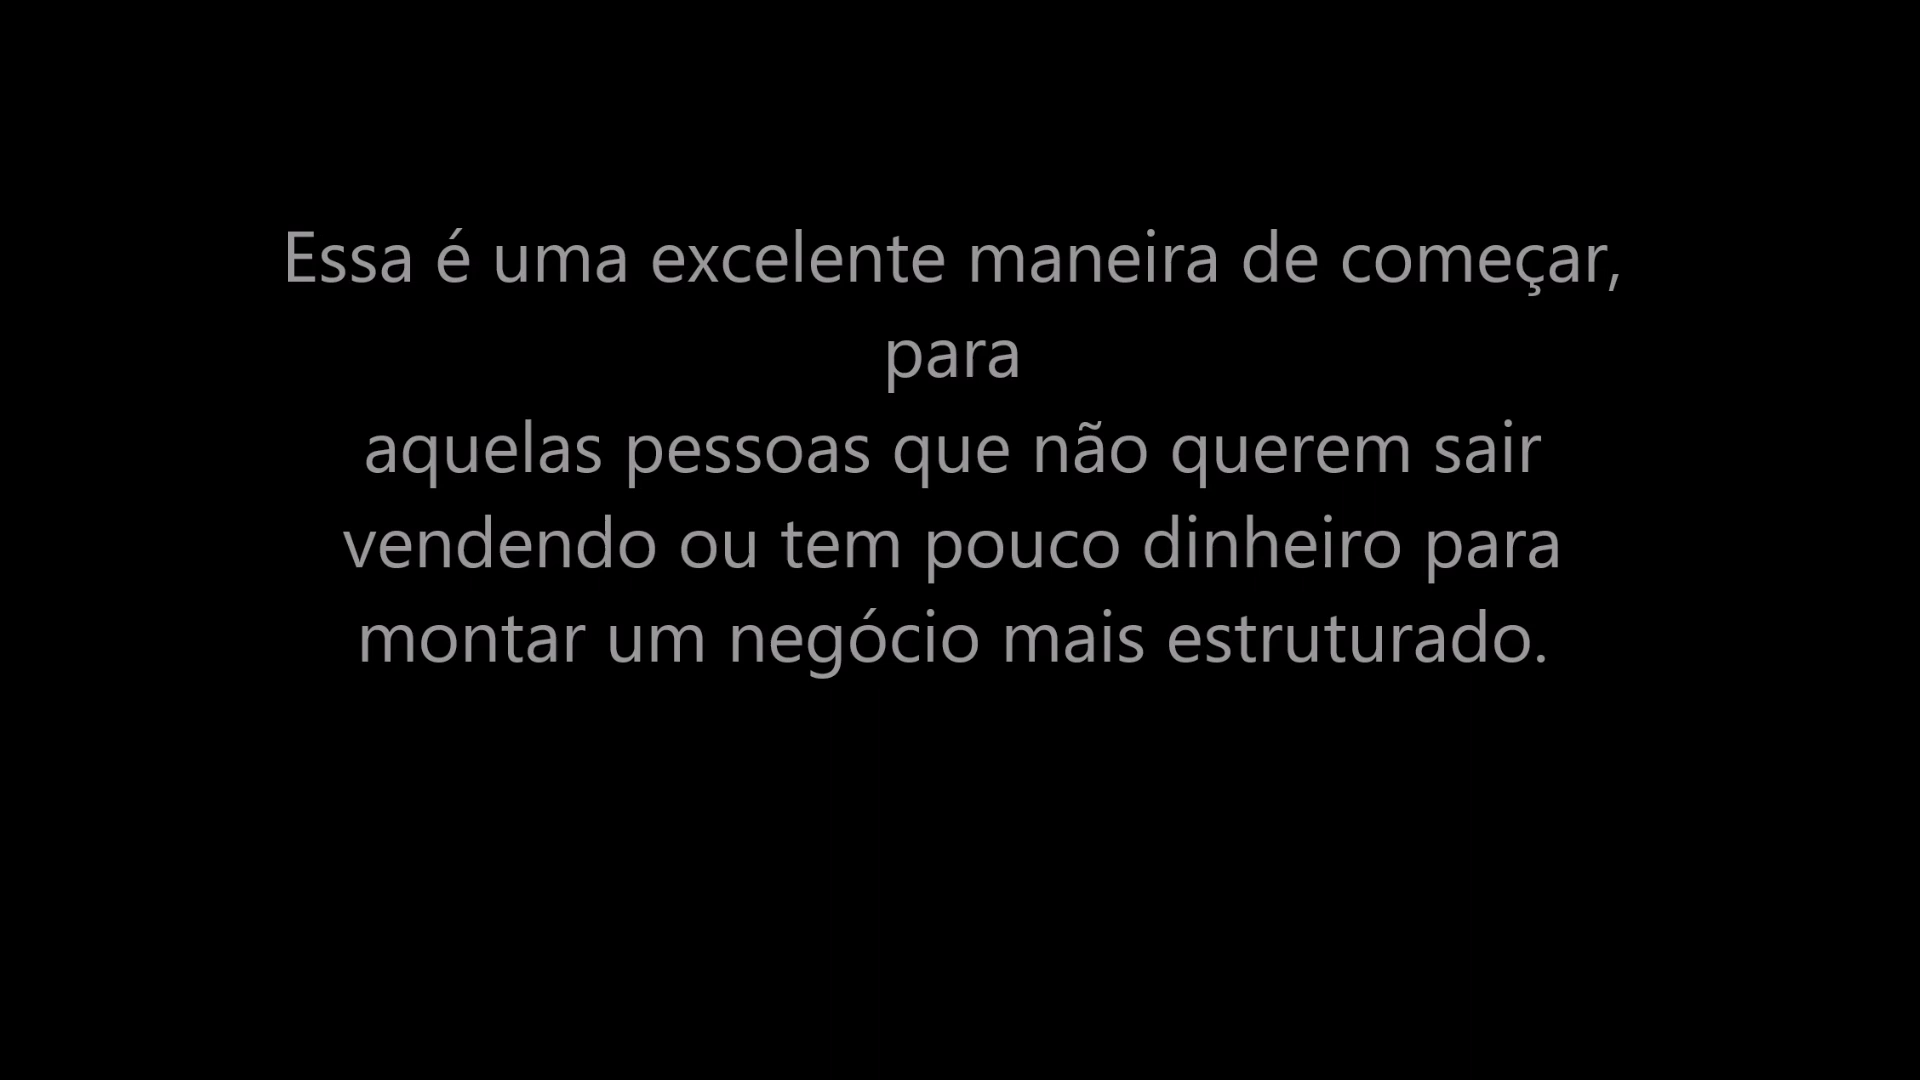 Essa é uma excelente maneira de começar,
para
aquelas pessoas que não querem sair
vendendo ou tem pouco dinheiro para
montar um negócio mais estruturado.